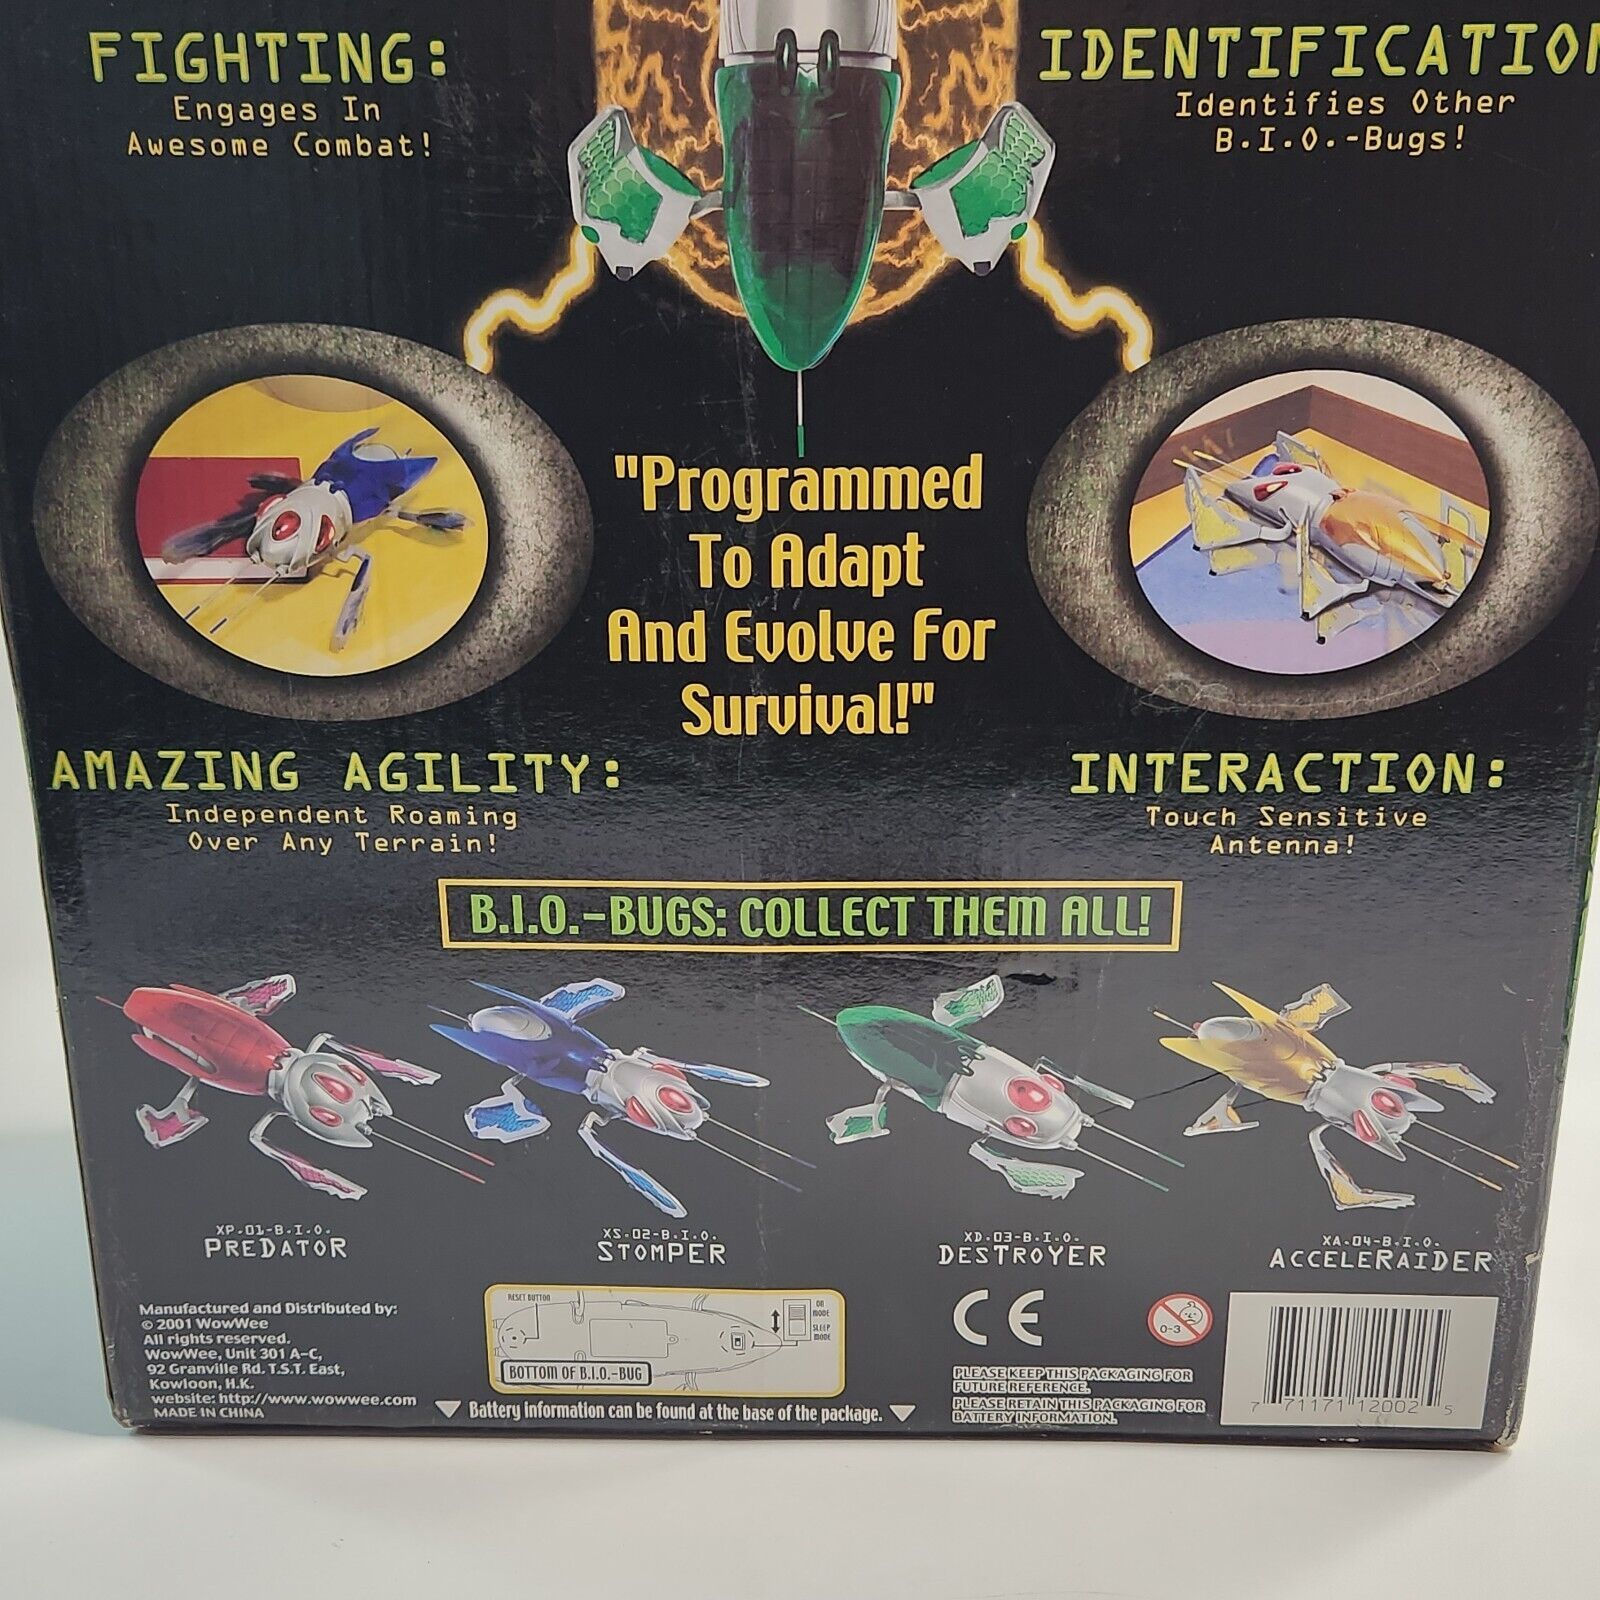 FIGHTING:
Engages In
Awesome Combat!
IDENTIFICATION
Identifies Other
B.I.O.-Bugs!
"Programmed
To Adapt
And Evolve For
Survival!"
AMAZING AGILITY:
Independent Roaming
Over Any Terrain!
INTERACTION:
Touch Sensitive
Antenna!
B.I.O.-BUGS: COLLECT THEM ALL!
XP-01-B.I.O.
PREDATOR
XS-02-B.I.O.
STOMPER
XD-03-B.I.O.
DESTROYER
XA-04-B.I.O.
ACCELERAIDER
Manufactured and Distributed by:
© 2001 WowWee
All rights reserved.
WowWee, Unit 301 A-C,
92 Granville Rd. T.S.T. East,
Kowloon, H.K.
website: http://www.wowwee.com
MADE IN CHINA
RESET BUTTON
ON
MODE
SLEEP
MODE
BOTTOM OF B.I.O.-BUG
Battery information can be found at the base of the package.
CE
0-3
PLEASE KEEP THIS PACKAGING FOR
FUTURE REFERENCE.
PLEASE RETAIN THIS PACKAGING FOR
BATTERY INFORMATION.
7 71171 12002 5